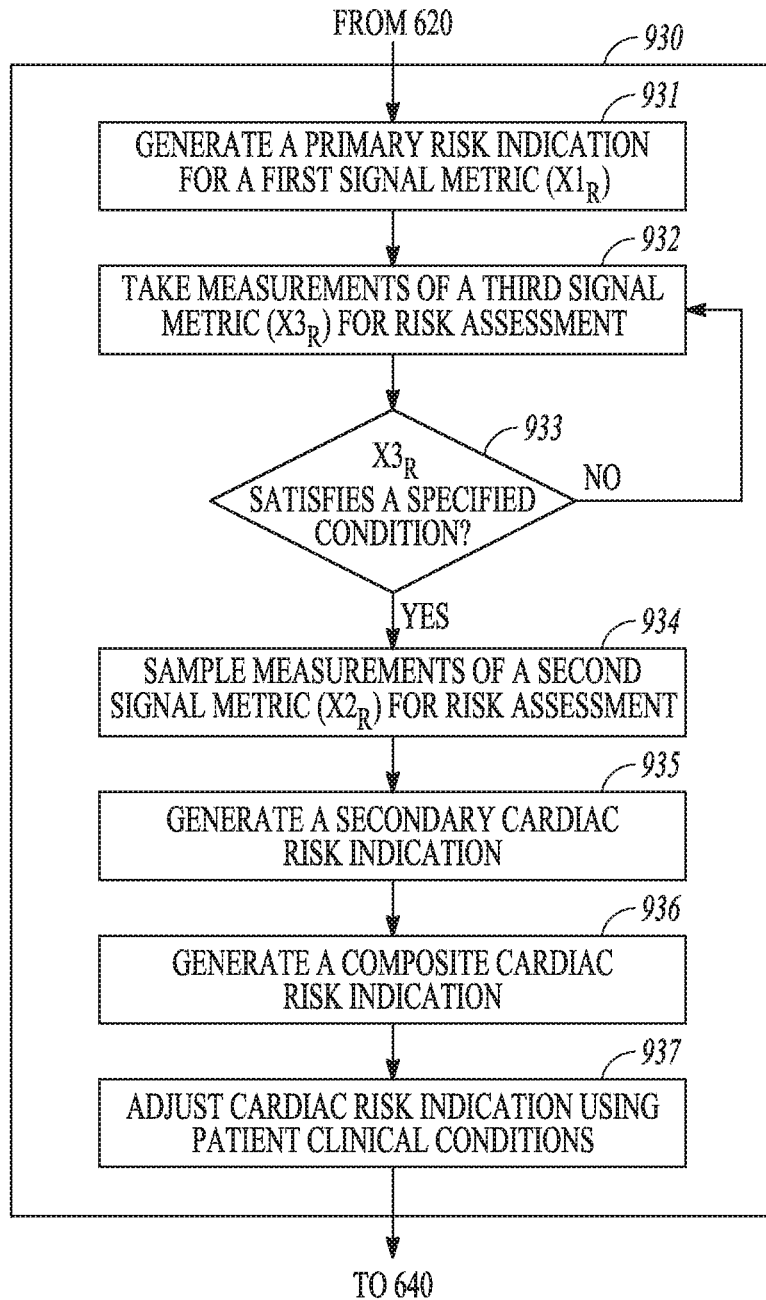 FROM 620
930
931
GENERATE A PRIMARY RISK INDICATION
FOR A FIRST SIGNAL METRIC (X1R)
932
TAKE MEASUREMENTS OF A THIRD SIGNAL
METRIC (X3R) FOR RISK ASSESSMENT
933
X3R
SATISFIES A SPECIFIED
CONDITION?
NO
YES
934
SAMPLE MEASUREMENTS OF A SECOND
SIGNAL METRIC (X2R) FOR RISK ASSESSMENT
935
GENERATE A SECONDARY CARDIAC
RISK INDICATION
936
GENERATE A COMPOSITE CARDIAC
RISK INDICATION
937
ADJUST CARDIAC RISK INDICATION USING
PATIENT CLINICAL CONDITIONS
TO 640